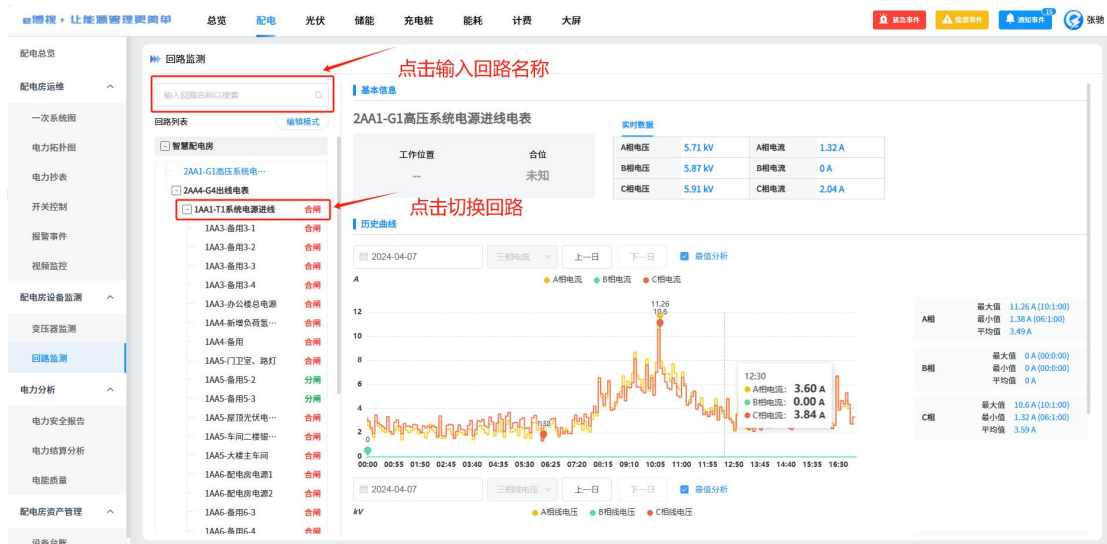 博视·让能源管理更简单
总览
配电
光伏
储能
充电桩
能耗
计费
大屏
紧急事件
通知事件
15
张弛
配电总览
配电房运维
一次系统图
电力拓扑图
电力抄表
开关控制
报警事件
视频监控
配电房设备监测
变压器监测
回路监测
电力分析
电力安全报告
电力结算分析
电能质量
配电房资产管理
设备台账
回路监测
点击输入回路名称
输入回路名称以搜索
回路列表
编辑模式
智慧配电房
2AA1-G1高压系统电…
2AA4-G4出线电表
1AA1-T1系统电源进线 合闸
点击切换回路
1AA3-备用3-1 合闸
1AA3-备用3-2 合闸
1AA3-备用3-3 合闸
1AA3-备用3-4 合闸
1AA3-办公楼总电源 合闸
1AA4-新增负荷氢… 合闸
1AA4-备用 合闸
1AA5-门卫室、路灯 合闸
1AA5-备用5-2 分闸
1AA5-备用5-3 分闸
1AA5-屋顶光伏电… 合闸
1AA5-车间二楼银… 合闸
1AA5-大楼主车间 合闸
1AA6-配电房电源1 合闸
1AA6-配电房电源2 合闸
1AA6-备用6-3 合闸
1AA6-备用6-4 合闸
基本信息
2AA1-G1高压系统电源进线电表
工作位置 合位
-- 未知
实时数据
A相电压 5.71 kV A相电流 1.32 A
B相电压 5.87 kV B相电流 0 A
C相电压 5.91 kV C相电流 2.04 A
历史曲线
2024-04-07 三相电流 上一日 下一日 最值分析
A
A相电流 B相电流 C相电流
12
10
8
6
4
2
0
11.26
10.6
1.32
0
12:30
A相电流: 3.60 A
B相电流: 0.00 A
C相电流: 3.84 A
00:00 00:55 01:50 02:45 03:40 04:35 05:30 06:25 07:20 08:15 09:10 10:05 11:00 11:55 12:50 13:45 14:40 15:35 16:30
A相
最大值 11.26 A (10:1:00)
最小值 1.38 A (06:1:00)
平均值 3.49 A
B相
最大值 0 A (00:0:00)
最小值 0 A (00:0:00)
平均值 0 A
C相
最大值 10.6 A (10:1:00)
最小值 1.32 A (06:1:00)
平均值 3.59 A
2024-04-07 三相线电压 上一日 下一日 最值分析
kV
A相线电压 B相线电压 C相线电压